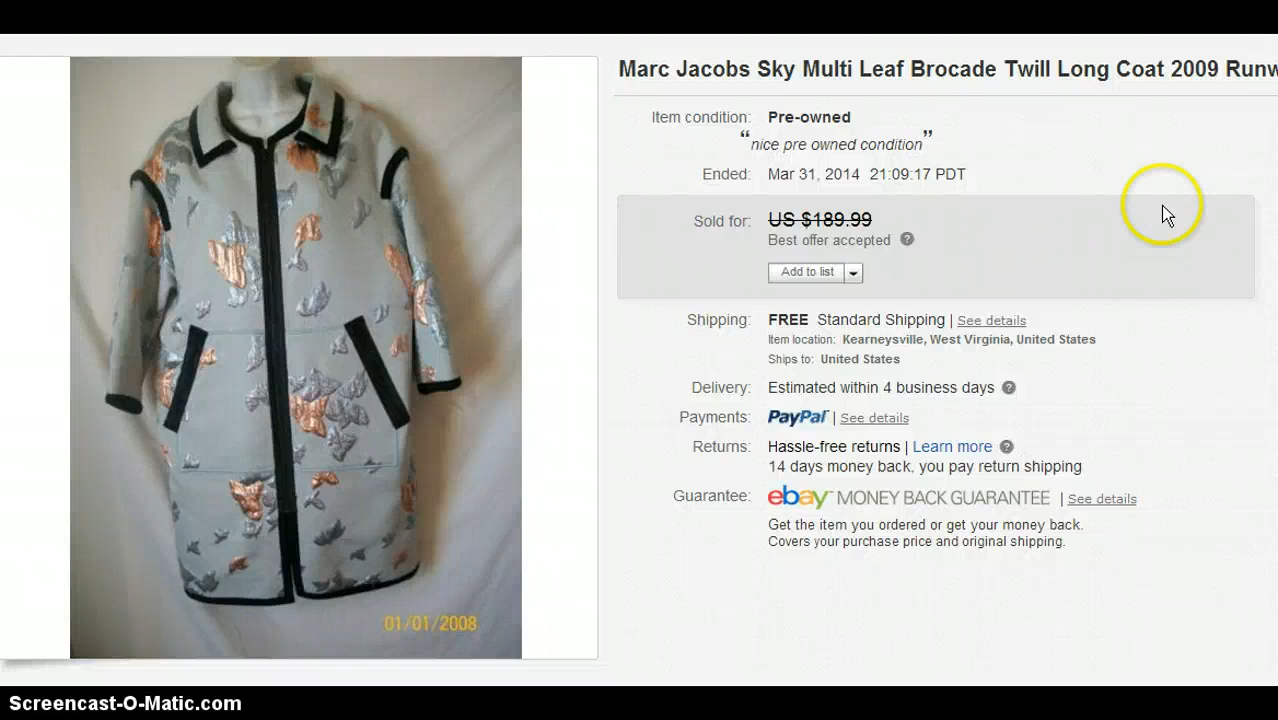 Marc Jacobs Sky Multi Leaf Brocade Twill Long Coat 2009 Runw
Item condition: Pre-owned
“nice pre owned condition”
Ended: Mar 31, 2014 21:09:17 PDT
Sold for: US $189.99
Best offer accepted ?
Add to list
Shipping: FREE Standard Shipping | See details
Item location: Kearneysville, West Virginia, United States
Ships to: United States
Delivery: Estimated within 4 business days ?
Payments: PayPal | See details
Returns: Hassle-free returns | Learn more ?
14 days money back, you pay return shipping
Guarantee: ebay MONEY BACK GUARANTEE | See details
Get the item you ordered or get your money back.
Covers your purchase price and original shipping.
01/01/2008
Screencast-O-Matic.com